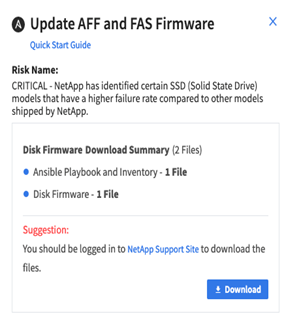 Update AFF and FAS Firmware
Quick Start Guide
Risk Name:
CRITICAL - NetApp has identified certain SSD (Solid State Drive)
models that have a higher failure rate compared to other models
shipped by NetApp.
Disk Firmware Download Summary (2 Files)
Ansible Playbook and Inventory - 1 File
Disk Firmware - 1 File
Suggestion:
You should be logged in to NetApp Support Site to download the
files.
Download